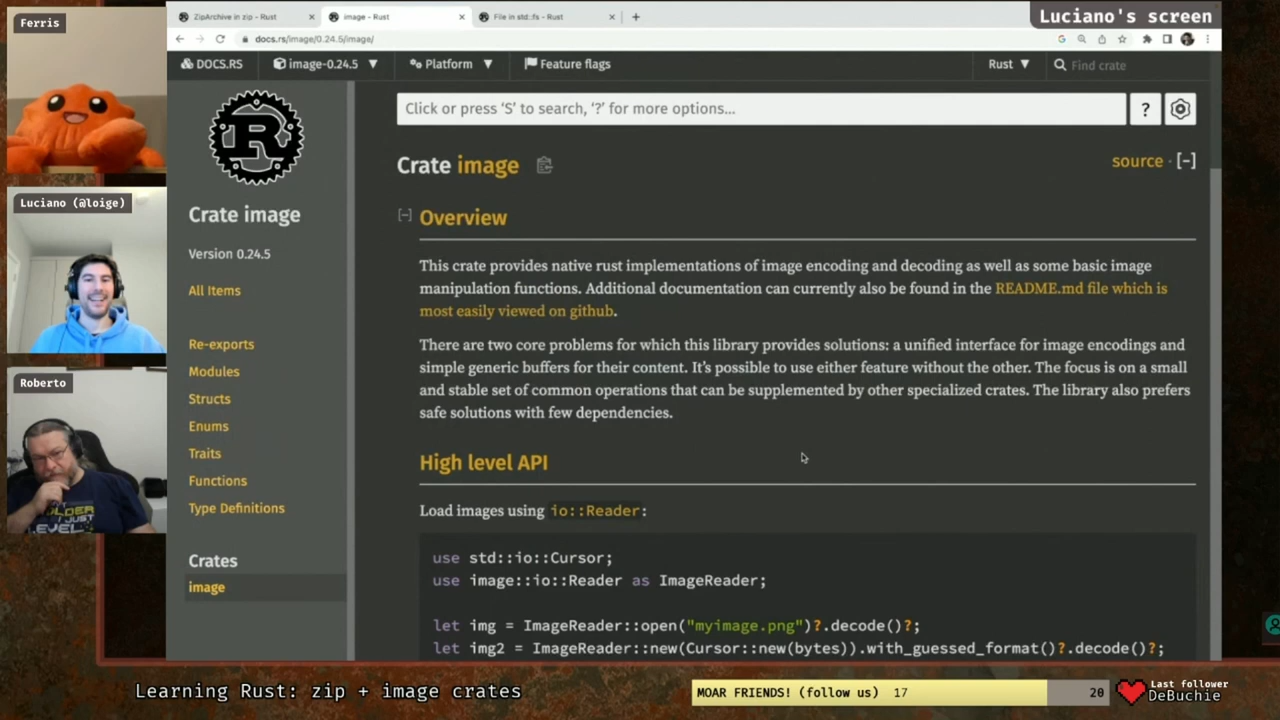 Ferris
Luciano (@loige)
Roberto
Luciano's screen
ZipArchive in zip - Rust
image - Rust
File in std::fs - Rust
docs.rs/image/0.24.5/image/
DOCS.RS
image-0.24.5
Platform
Feature flags
Rust
Find crate
Crate image
Version 0.24.5
All Items
Re-exports
Modules
Structs
Enums
Traits
Functions
Type Definitions
Crates
image
Click or press ‘S’ to search, ‘?’ for more options…
?
Crate image
source · [-]
[-] Overview
This crate provides native rust implementations of image encoding and decoding as well as some basic image
manipulation functions. Additional documentation can currently also be found in the README.md file which is
most easily viewed on github.
There are two core problems for which this library provides solutions: a unified interface for image encodings and
simple generic buffers for their content. It’s possible to use either feature without the other. The focus is on a small
and stable set of common operations that can be supplemented by other specialized crates. The library also prefers
safe solutions with few dependencies.
High level API
Load images using io::Reader:
use std::io::Cursor;
use image::io::Reader as ImageReader;
let img = ImageReader::open("myimage.png")?.decode()?;
let img2 = ImageReader::new(Cursor::new(bytes)).with_guessed_format()?.decode()?;
Learning Rust: zip + image crates
MOAR FRIENDS! (follow us) 17
20
Last follower
DeBuchie